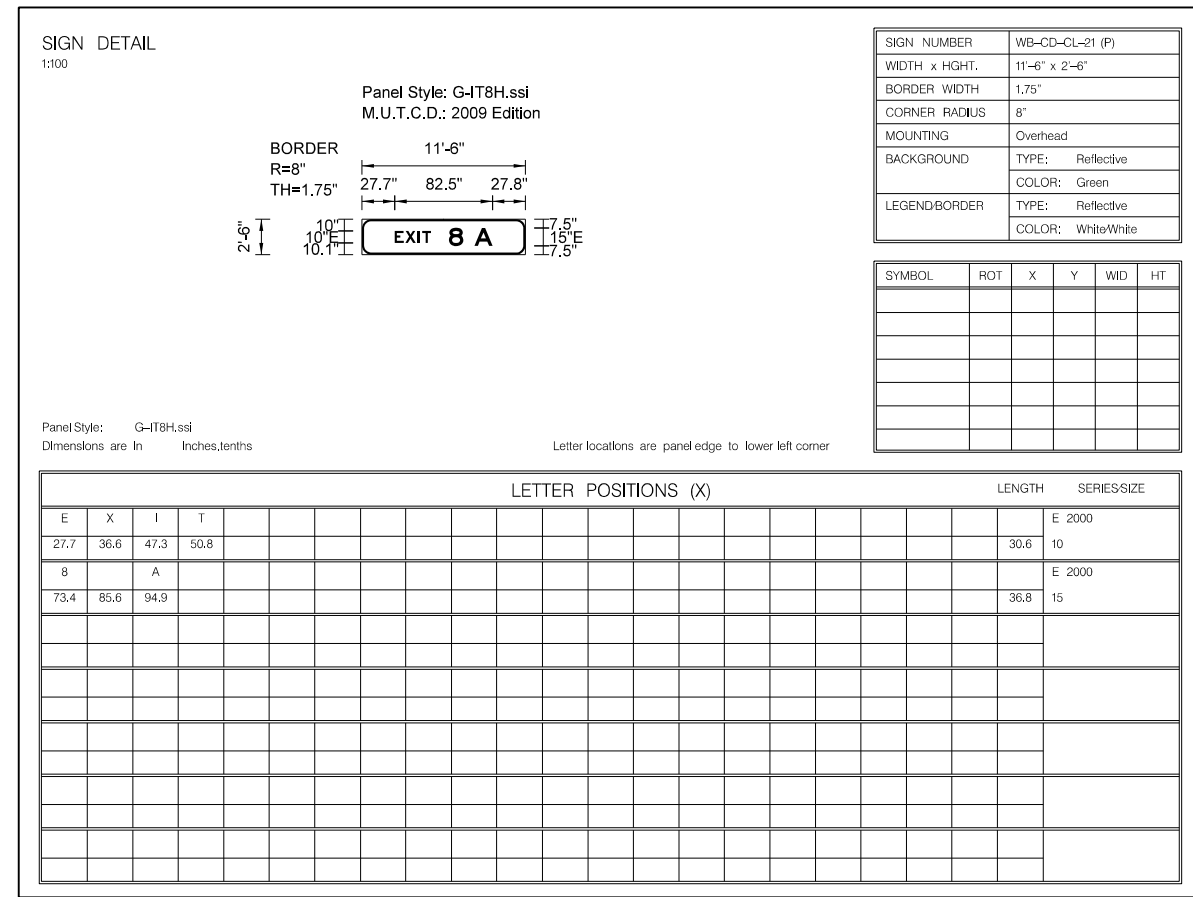 SIGN DETAIL
1:100
Panel Style: G-IT8H.ssi
M.U.T.C.D.: 2009 Edition
BORDER
R=8"
TH=1.75"
11'-6"
27.7" 82.5" 27.8"
2'-6"
10"
10"E
10.1"
EXIT 8 A
7.5"
15"E
7.5"
SIGN NUMBER WB-CD-CL-21 (P)
WIDTH x HGHT. 11'-6" x 2'-6"
BORDER WIDTH 1.75"
CORNER RADIUS 8"
MOUNTING Overhead
BACKGROUND TYPE: Reflective
COLOR: Green
LEGEND/BORDER TYPE: Reflective
COLOR: White/White
SYMBOL ROT X Y WID HT
Panel Style: G-IT8H.ssi
Dimensions are in Inches.tenths
Letter locations are panel edge to lower left corner
LETTER POSITIONS (X) LENGTH SERIES/SIZE
E X I T E 2000
27.7 36.6 47.3 50.8 30.6 10
8 A E 2000
73.4 85.6 94.9 36.8 15